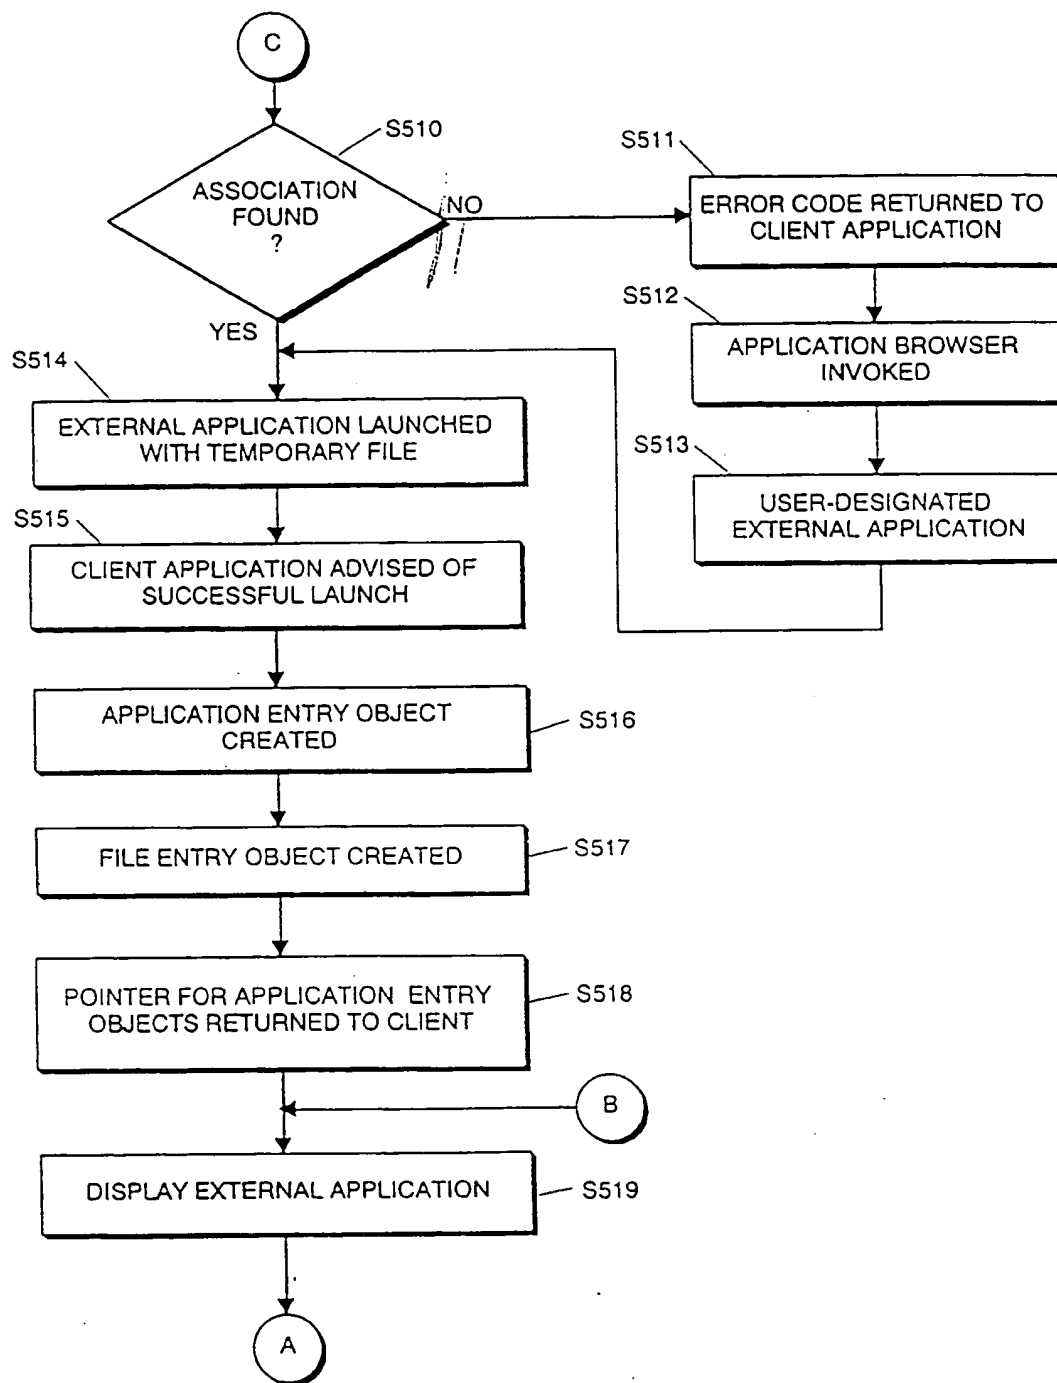 C
S510
ASSOCIATION
FOUND
?
NO
YES
S511
ERROR CODE RETURNED TO
CLIENT APPLICATION
S512
APPLICATION BROWSER
INVOKED
S513
USER-DESIGNATED
EXTERNAL APPLICATION
S514
EXTERNAL APPLICATION LAUNCHED
WITH TEMPORARY FILE
S515
CLIENT APPLICATION ADVISED OF
SUCCESSFUL LAUNCH
APPLICATION ENTRY OBJECT
CREATED
S516
FILE ENTRY OBJECT CREATED
S517
POINTER FOR APPLICATION ENTRY
OBJECTS RETURNED TO CLIENT
S518
B
DISPLAY EXTERNAL APPLICATION
S519
A